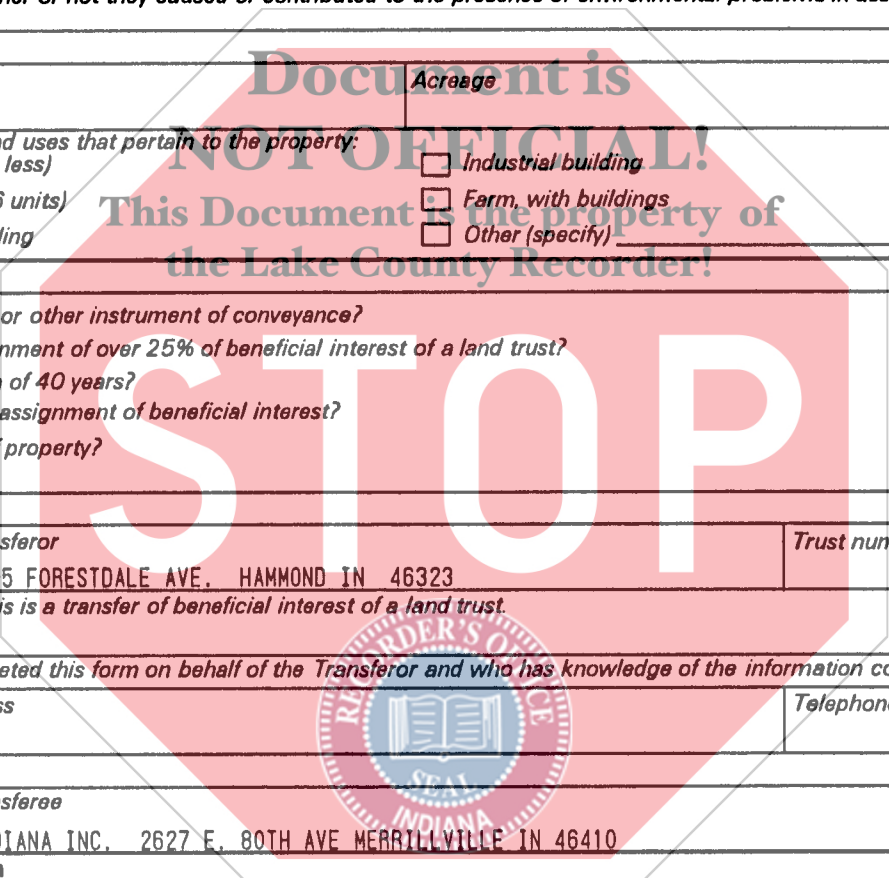 Document is
Acreage
d uses that pertain to the property:
less)
NOT OFFICIAL!
Industrial building
units)
Farm, with buildings
This Document is the property of
ding
Other (specify)
the Lake County Recorder!
or other instrument of conveyance?
nment of over 25% of beneficial interest of a land trust?
of 40 years?
assignment of beneficial interest?
property?
STOP
sferor
Trust num
5 FORESTDALE AVE. HAMMOND IN 46323
is is a transfer of beneficial interest of a land trust.
RECORDER'S OFFICE
eted this form on behalf of the Transferor and who has knowledge of the information co
ss
Telephone
SEAL
INDIANA
sferee
DIANA INC. 2627 E. 80TH AVE MERRILLVILLE IN 46410